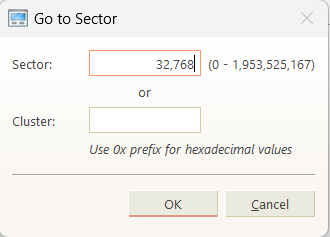 Go to Sector
Sector: 32,768 (0 - 1,953,525,167)
or
Cluster:
Use 0x prefix for hexadecimal values
OK Cancel